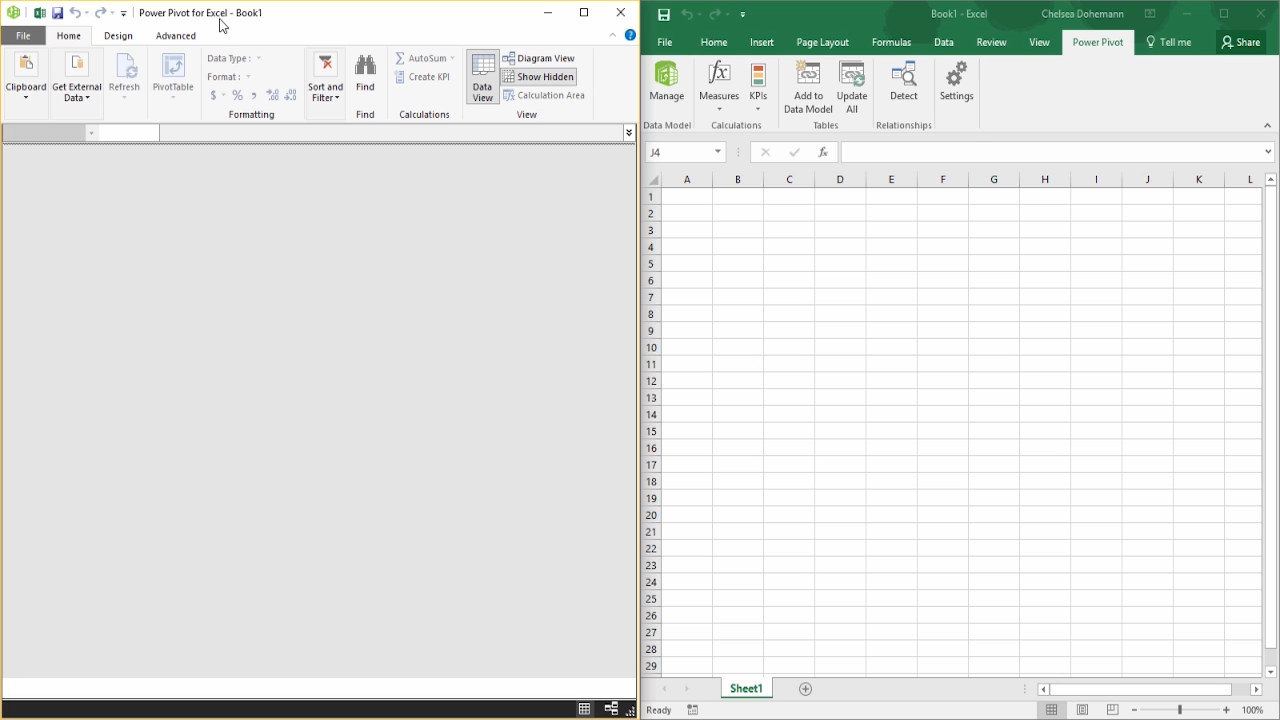 Power Pivot for Excel - Book1
File Home Design Advanced
Clipboard
Get External Data
Refresh
PivotTable
Data Type :
Format :
$ % ,
Formatting
Sort and Filter
Find
Find
AutoSum
Create KPI
Calculations
Data View
Diagram View
Show Hidden
Calculation Area
View
Book1 - Excel Chelsea Dohemann
File Home Insert Page Layout Formulas Data Review View Power Pivot Tell me Share
Manage
Data Model
Measures
KPIs
Calculations
Add to Data Model
Update All
Tables
Detect
Relationships
Settings
J4 fx
A B C D E F G H I J K L
1
2
3
4
5
6
7
8
9
10
11
12
13
14
15
16
17
18
19
20
21
22
23
24
25
26
27
28
29
Sheet1
Ready 100%